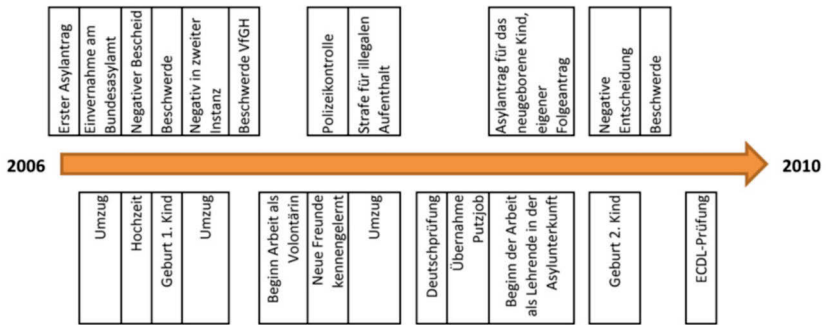 Erster Asylantrag
Einvernahme am
Bundesasylamt
Negativer Bescheid
Beschwerde
Negativ in zweiter
Instanz
Beschwerde VfGH
Polizeikontrolle
Strafe für illegalen
Aufenthalt
Asylantrag für das
neugeborene Kind,
eigener
Folgeantrag
Negative
Entscheidung
Beschwerde
2006
2010
Umzug
Hochzeit
Geburt 1. Kind
Umzug
Beginn Arbeit als
Volontärin
Neue Freunde
kennengelernt
Umzug
Deutschprüfung
Übernahme
Putzjob
Beginn der Arbeit
als Lehrende in der
Asylunterkunft
Geburt 2. Kind
ECDL-Prüfung